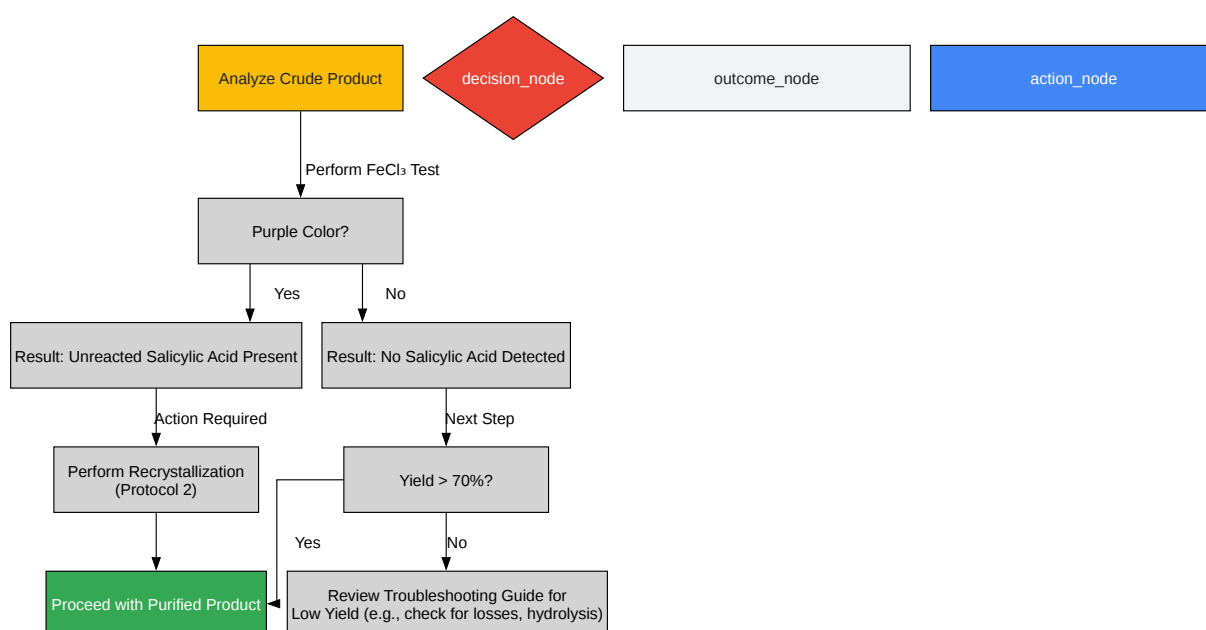 Analyze Crude Product
decision_node
outcome_node
action_node
Perform FeCl₃ Test
Purple Color?
Yes
No
Result: Unreacted Salicylic Acid Present
Result: No Salicylic Acid Detected
Action Required
Next Step
Perform Recrystallization
(Protocol 2)
Yield > 70%?
Yes
No
Proceed with Purified Product
Review Troubleshooting Guide for
Low Yield (e.g., check for losses, hydrolysis)